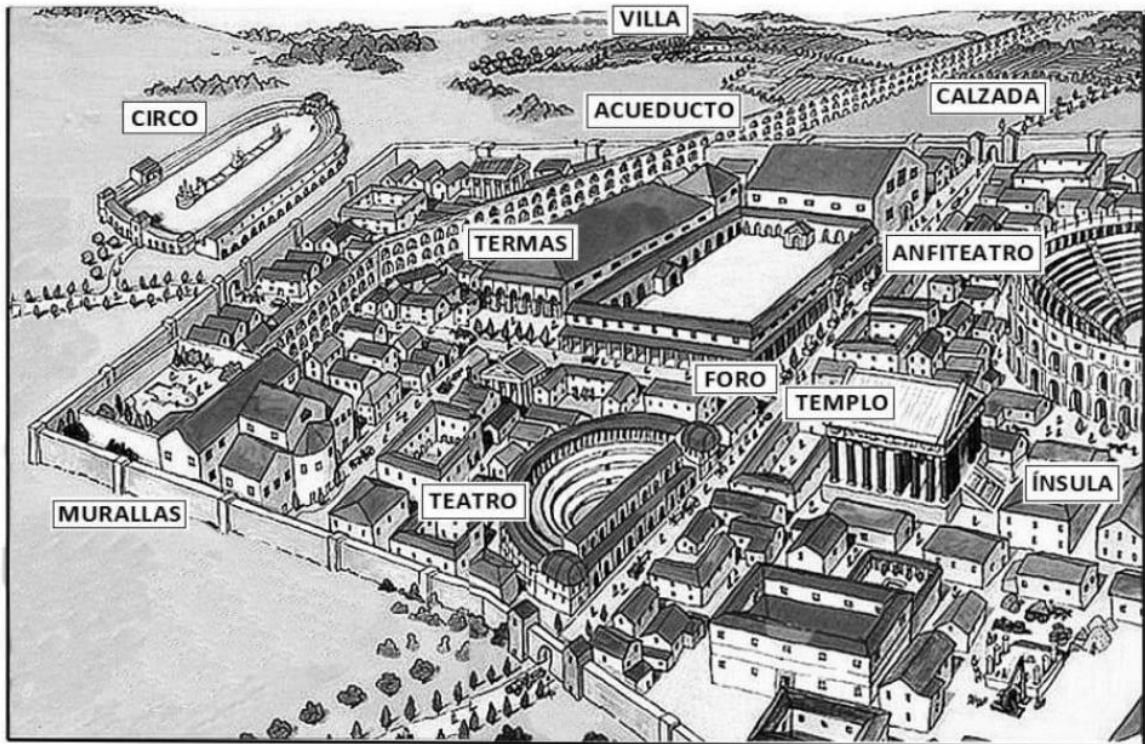 VILLA
CIRCO
ACUEDUCTO
CALZADA
TERMAS
ANFITEATRO
FORO
TEMPLO
MURALLAS
TEATRO
ÍNSULA